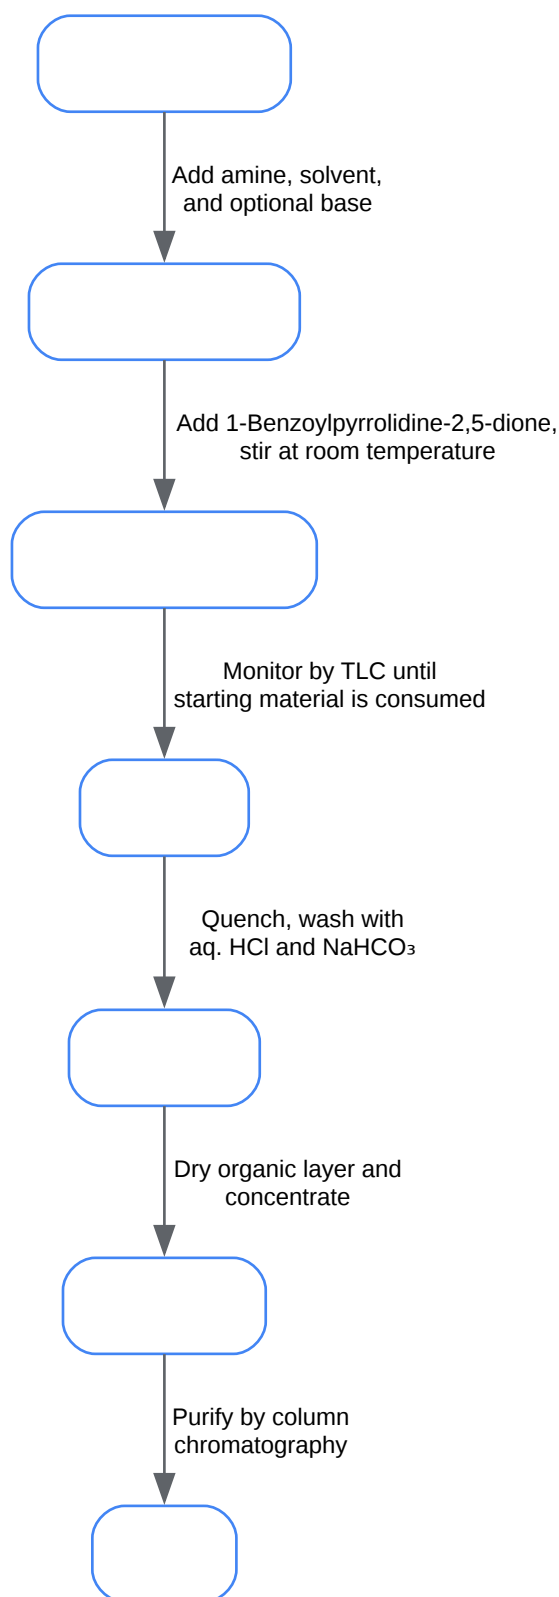 Add amine, solvent,
and optional base
Add 1-Benzoylpyrrolidine-2,5-dione,
stir at room temperature
Monitor by TLC until
starting material is consumed
Quench, wash with
aq. HCl and NaHCO₃
Dry organic layer and
concentrate
Purify by column
chromatography